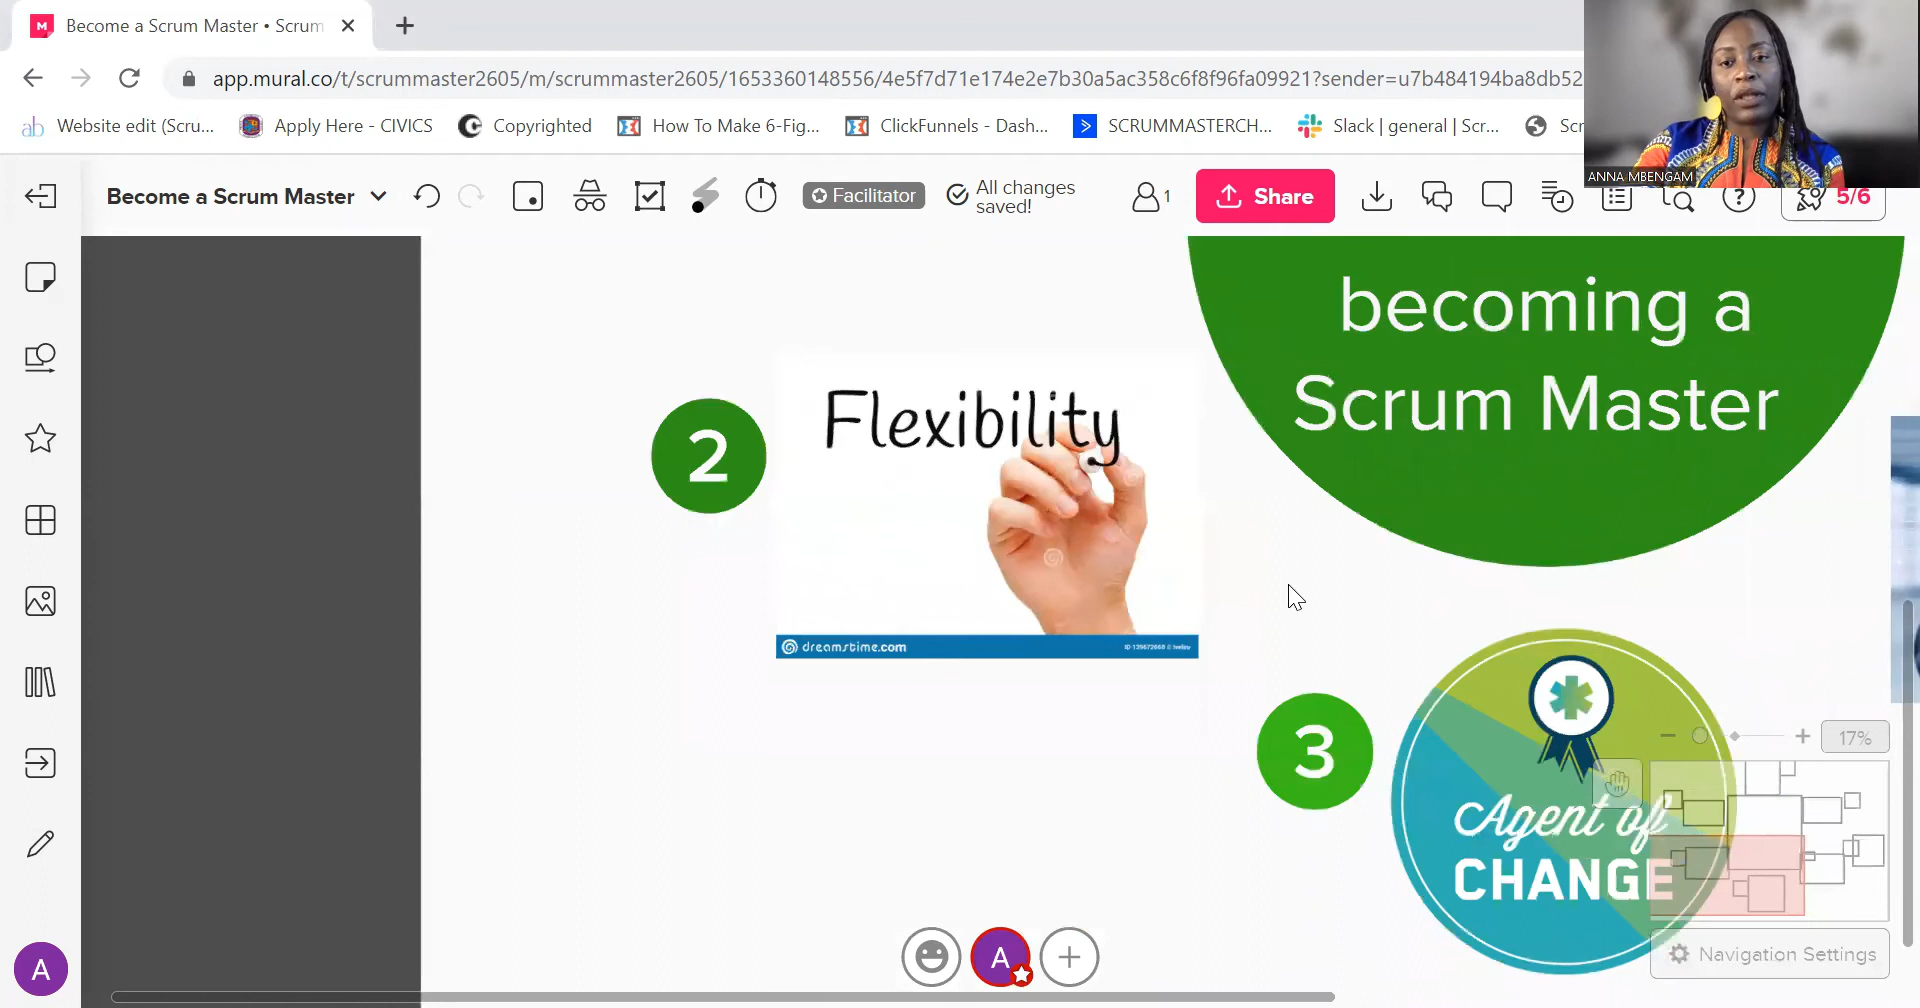 Become a Scrum Master • Scrum
app.mural.co/t/scrummaster2605/m/scrummaster2605/1653360148556/4e5f7d71e174e2e7b30a5ac358c6f8f96fa09921?sender=u7b484194ba8db52
ab Website edit (Scru... Apply Here - CIVICS Copyrighted How To Make 6-Fig... ClickFunnels - Dash... SCRUMMASTERCH... Slack | general | Scr... Scr
ANNA MBENGAM
Become a Scrum Master Facilitator All changes saved! 1 Share 5/6
becoming a
Scrum Master
2
Flexibility
dreamstime.com
3
Agent of
CHANGE
17%
Navigation Settings
A
A